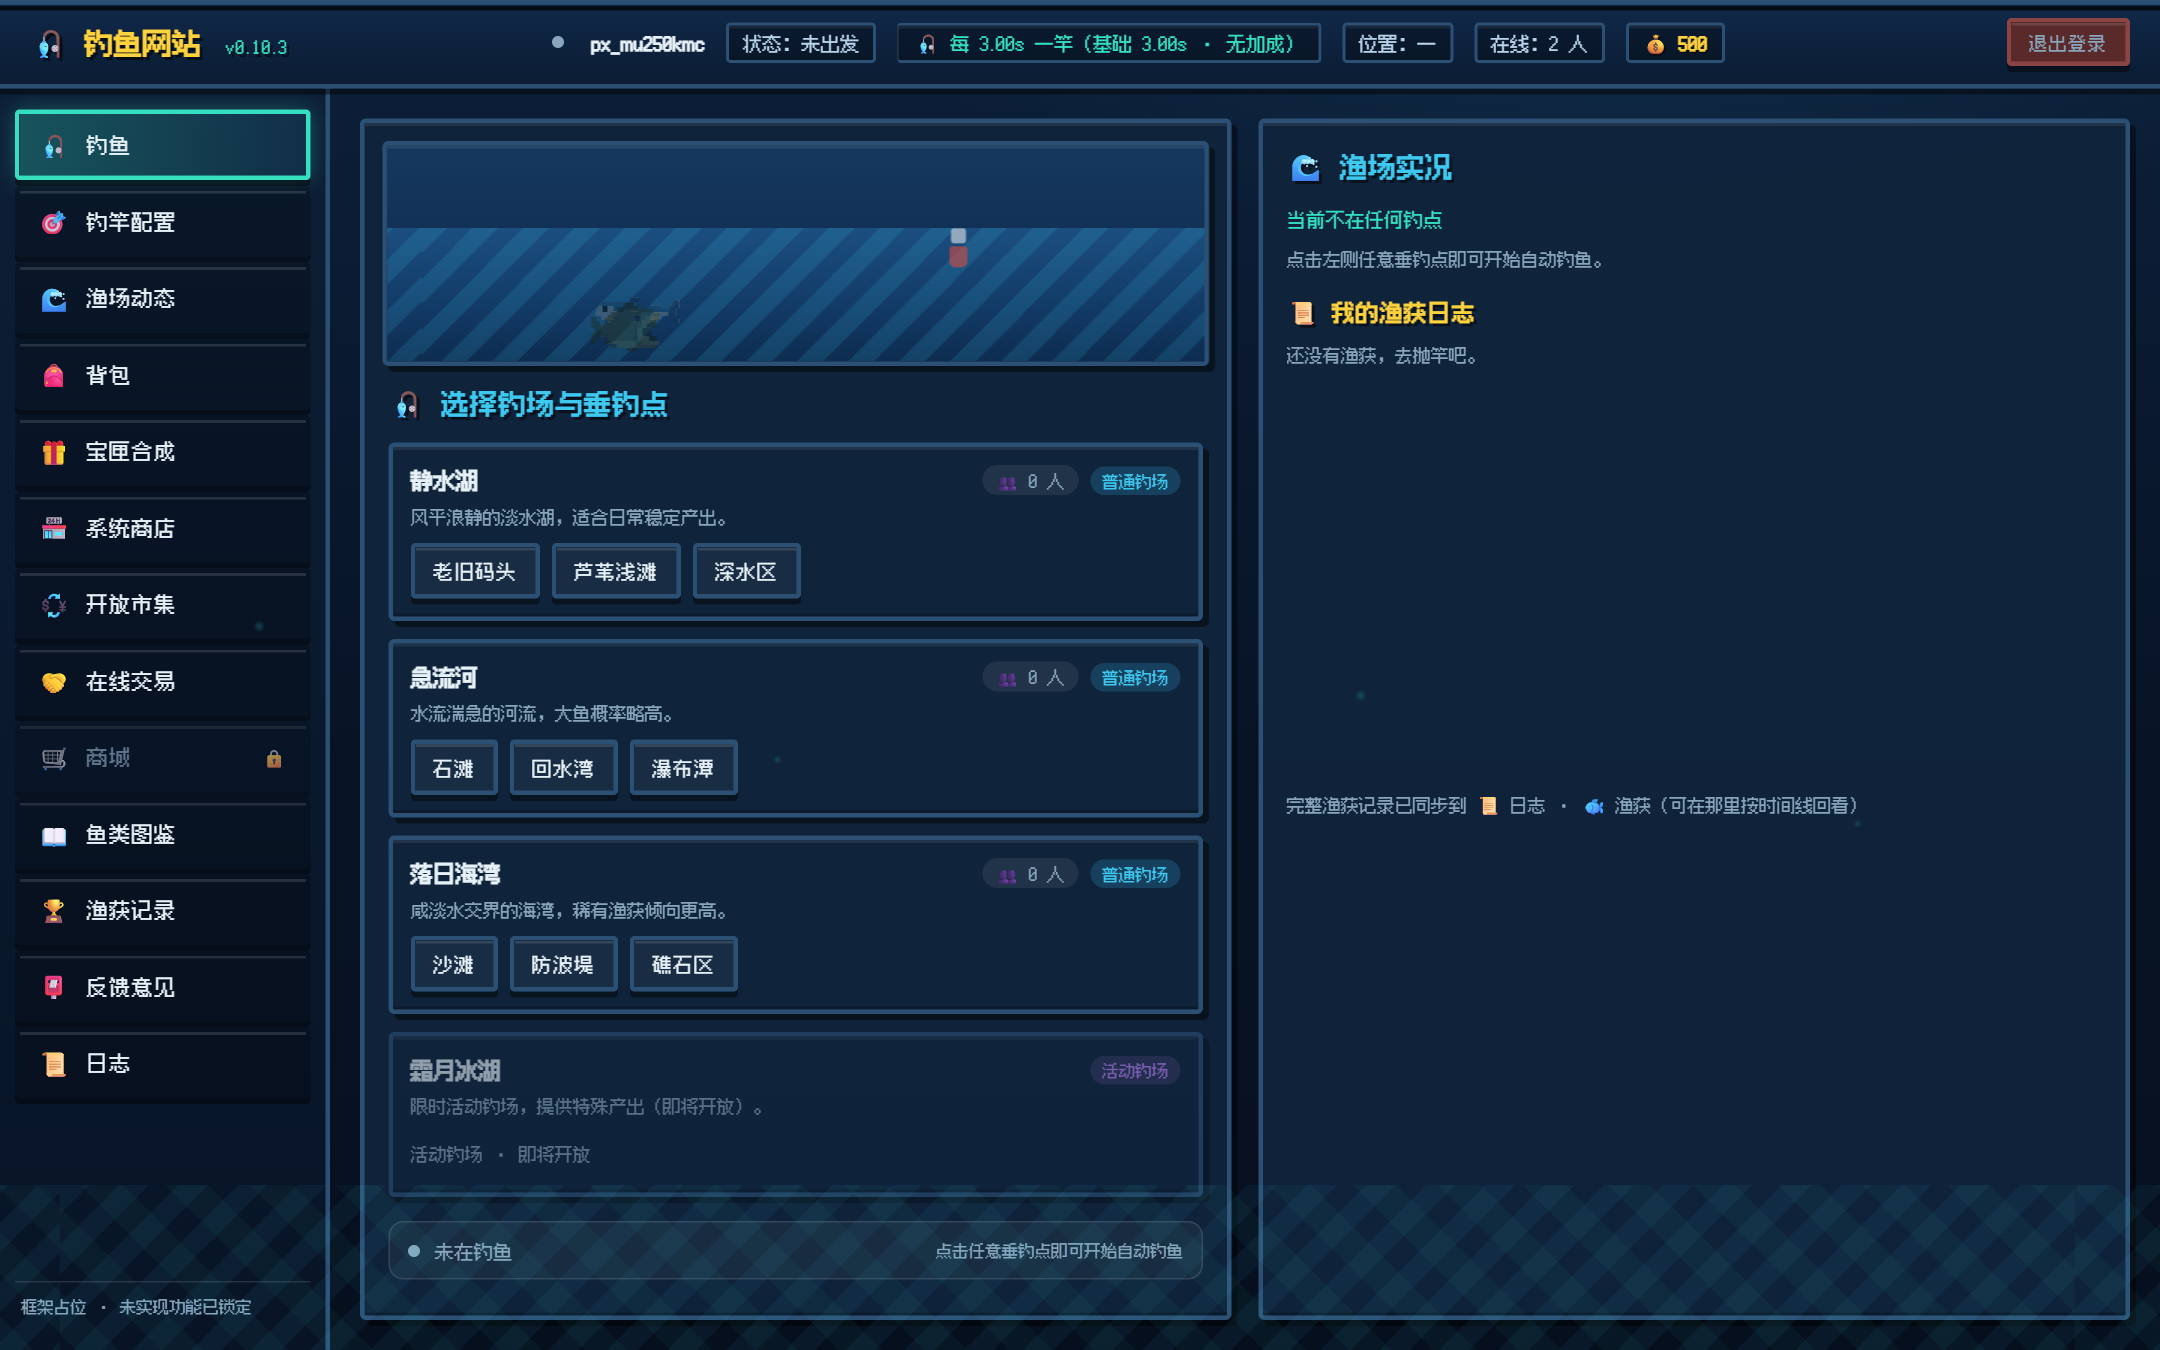 钓鱼网站 v0.10.3
px_mu250kmc
状态：未出发
每 3.00s 一竿（基础 3.00s · 无加成）
位置：—
在线：2 人
500
退出登录
钓鱼
钓竿配置
渔场动态
背包
宝匣合成
系统商店
开放市集
在线交易
商城
鱼类图鉴
渔获记录
反馈意见
日志
框架占位 · 未实现功能已锁定
选择钓场与垂钓点
静水湖
0 人
普通钓场
风平浪静的淡水湖，适合日常稳定产出。
老旧码头
芦苇浅滩
深水区
急流河
0 人
普通钓场
水流湍急的河流，大鱼概率略高。
石滩
回水湾
瀑布潭
落日海湾
0 人
普通钓场
咸淡水交界的海湾，稀有渔获倾向更高。
沙滩
防波堤
礁石区
霜月冰湖
活动钓场
限时活动钓场，提供特殊产出（即将开放）。
活动钓场 · 即将开放
未在钓鱼
点击任意垂钓点即可开始自动钓鱼
渔场实况
当前不在任何钓点
点击左侧任意垂钓点即可开始自动钓鱼。
我的渔获日志
还没有渔获，去抛竿吧。
完整渔获记录已同步到 日志 · 渔获（可在那里按时间线回看）